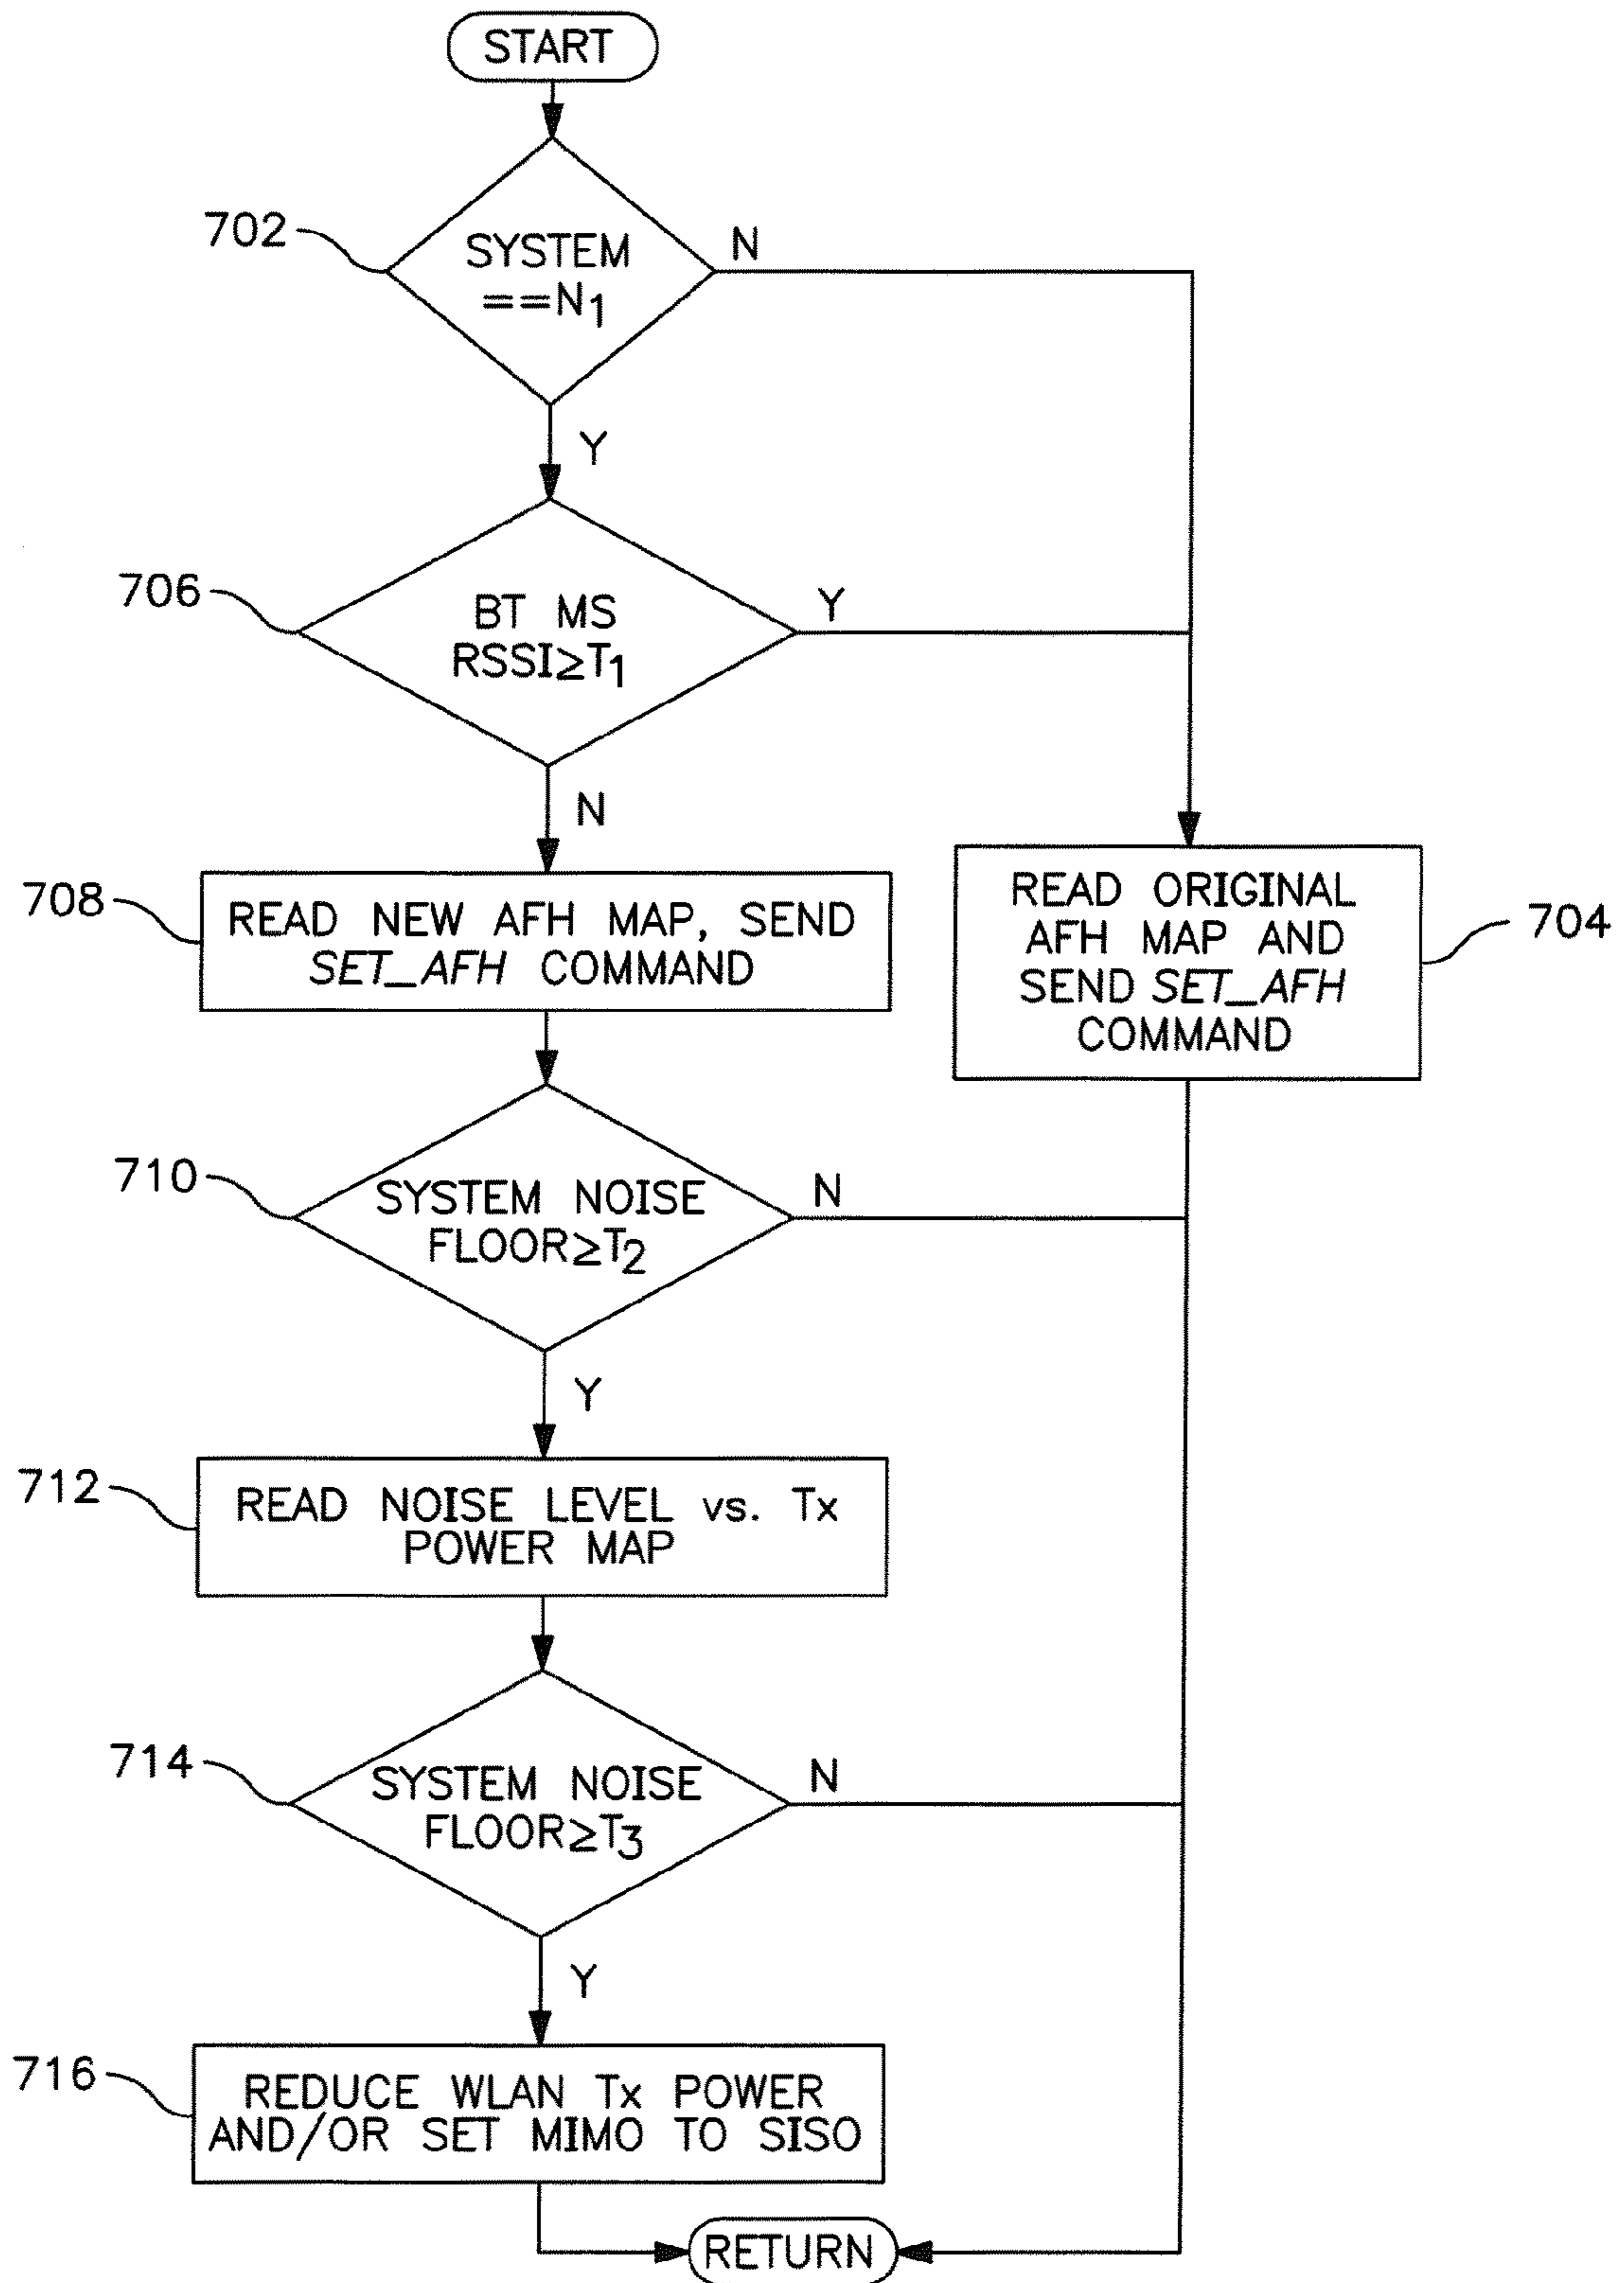 START
702
SYSTEM
==N1
N
Y
706
BT MS
RSSI≥T1
Y
N
708
READ NEW AFH MAP, SEND
SET_AFH COMMAND
READ ORIGINAL
AFH MAP AND
SEND SET_AFH
COMMAND
704
710
SYSTEM NOISE
FLOOR≥T2
N
Y
712
READ NOISE LEVEL vs. Tx
POWER MAP
714
SYSTEM NOISE
FLOOR≥T3
N
Y
716
REDUCE WLAN Tx POWER
AND/OR SET MIMO TO SISO
RETURN